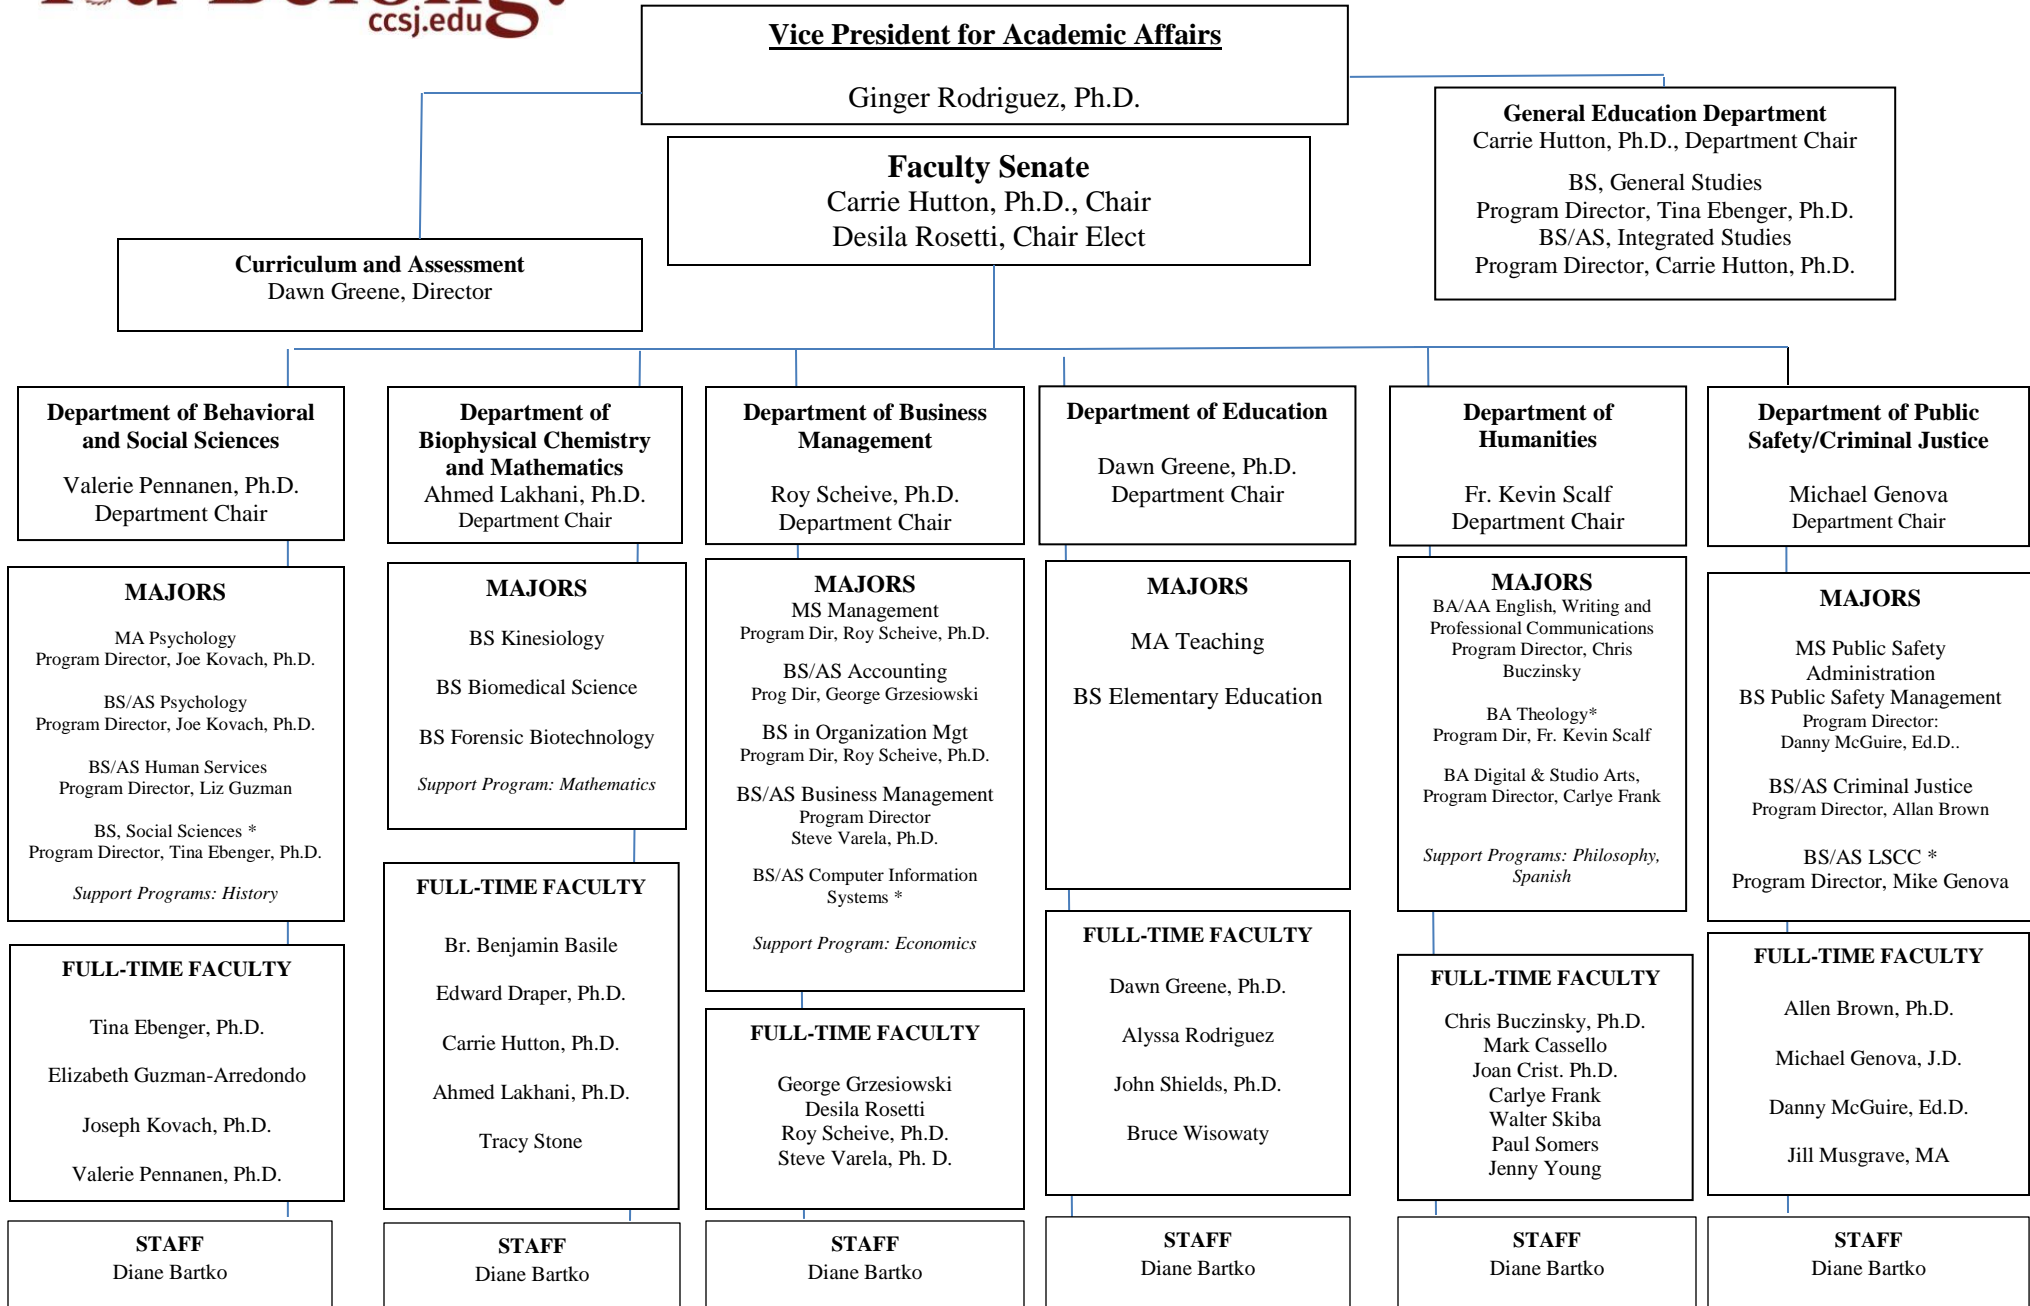 Belong!
ccsj.edu
Vice President for Academic Affairs
Ginger Rodriguez, Ph.D.
General Education Department
Carrie Hutton, Ph.D., Department Chair
BS, General Studies
Program Director, Tina Ebenger, Ph.D.
BS/AS, Integrated Studies
Program Director, Carrie Hutton, Ph.D.
Faculty Senate
Carrie Hutton, Ph.D., Chair
Desila Rosetti, Chair Elect
Curriculum and Assessment
Dawn Greene, Director
Department of Behavioral
and Social Sciences
Valerie Pennanen, Ph.D.
Department Chair
MAJORS
MA Psychology
Program Director, Joe Kovach, Ph.D.
BS/AS Psychology
Program Director, Joe Kovach, Ph.D.
BS/AS Human Services
Program Director, Liz Guzman
BS, Social Sciences *
Program Director, Tina Ebenger, Ph.D.
Support Programs: History
FULL-TIME FACULTY
Tina Ebenger, Ph.D.
Elizabeth Guzman-Arredondo
Joseph Kovach, Ph.D.
Valerie Pennanen, Ph.D.
STAFF
Diane Bartko
Department of
Biophysical Chemistry
and Mathematics
Ahmed Lakhani, Ph.D.
Department Chair
MAJORS
BS Kinesiology
BS Biomedical Science
BS Forensic Biotechnology
Support Program: Mathematics
FULL-TIME FACULTY
Br. Benjamin Basile
Edward Draper, Ph.D.
Carrie Hutton, Ph.D.
Ahmed Lakhani, Ph.D.
Tracy Stone
STAFF
Diane Bartko
Department of Business
Management
Roy Scheive, Ph.D.
Department Chair
MAJORS
MS Management
Program Dir, Roy Scheive, Ph.D.
BS/AS Accounting
Prog Dir, George Grzesiowski
BS in Organization Mgt
Program Dir, Roy Scheive, Ph.D.
BS/AS Business Management
Program Director
Steve Varela, Ph.D.
BS/AS Computer Information
Systems *
Support Program: Economics
FULL-TIME FACULTY
George Grzesiowski
Desila Rosetti
Roy Scheive, Ph.D.
Steve Varela, Ph. D.
STAFF
Diane Bartko
Department of Education
Dawn Greene, Ph.D.
Department Chair
MAJORS
MA Teaching
BS Elementary Education
FULL-TIME FACULTY
Dawn Greene, Ph.D.
Alyssa Rodriguez
John Shields, Ph.D.
Bruce Wisowaty
STAFF
Diane Bartko
Department of
Humanities
Fr. Kevin Scalf
Department Chair
MAJORS
BA/AA English, Writing and
Professional Communications
Program Director, Chris
Buczinsky
BA Theology*
Program Dir, Fr. Kevin Scalf
BA Digital & Studio Arts,
Program Director, Carlye Frank
Support Programs: Philosophy,
Spanish
FULL-TIME FACULTY
Chris Buczinsky, Ph.D.
Mark Cassello
Joan Crist. Ph.D.
Carlye Frank
Walter Skiba
Paul Somers
Jenny Young
STAFF
Diane Bartko
Department of Public
Safety/Criminal Justice
Michael Genova
Department Chair
MAJORS
MS Public Safety
Administration
BS Public Safety Management
Program Director:
Danny McGuire, Ed.D..
BS/AS Criminal Justice
Program Director, Allan Brown
BS/AS LSCC *
Program Director, Mike Genova
FULL-TIME FACULTY
Allen Brown, Ph.D.
Michael Genova, J.D.
Danny McGuire, Ed.D.
Jill Musgrave, MA
STAFF
Diane Bartko